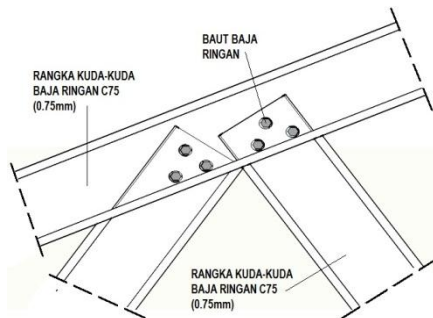 BAUT BAJA
RINGAN
RANGKA KUDA-KUDA
BAJA RINGAN C75
(0.75mm)
RANGKA KUDA-KUDA
BAJA RINGAN C75
(0.75mm)